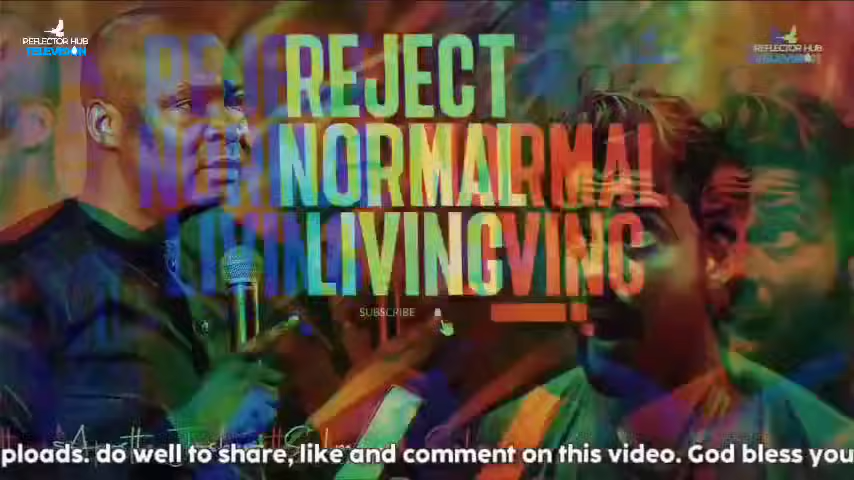 REFLECTOR HUB
TELEVISION
REFLECTOR HUB
TELEVISION
REJECT
NORMAL
LIVING
SUBSCRIBE
ploads. do well to share, like and comment on this video. God bless you